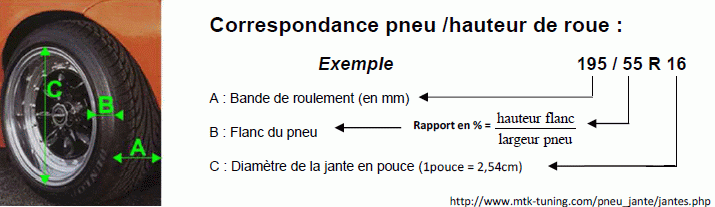 Correspondance pneu /hauteur de roue :
Exemple 195 / 55 R 16
A : Bande de roulement (en mm)
B : Flanc du pneu Rapport en % = hauteur flanc
largeur pneu
C : Diamètre de la jante en pouce (1pouce = 2,54cm)
C
B
A
http://www.mtk-tuning.com/pneu_jante/jantes.php